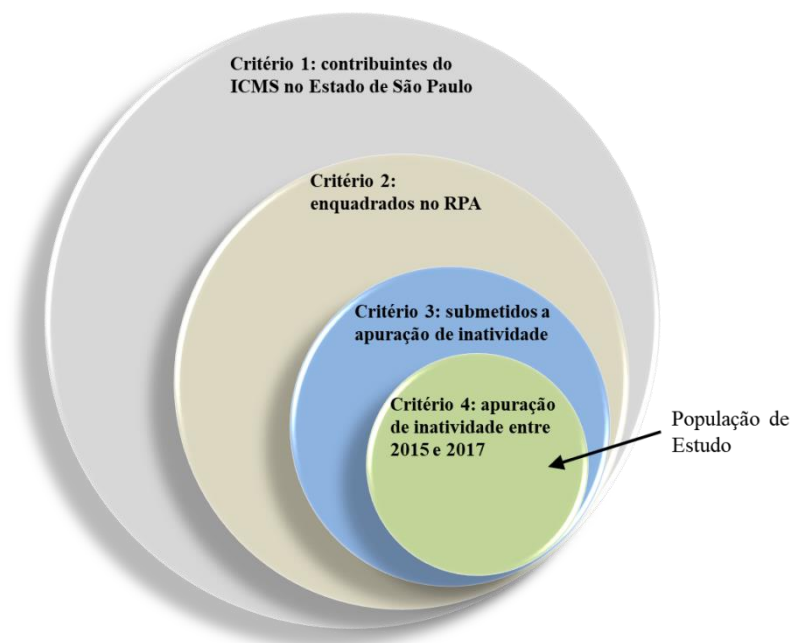 Critério 1: contribuintes do
ICMS no Estado de São Paulo
Critério 2:
enquadrados no RPA
Critério 3: submetidos a
apuração de inatividade
Critério 4: apuração
de inatividade entre
2015 e 2017
População de
Estudo